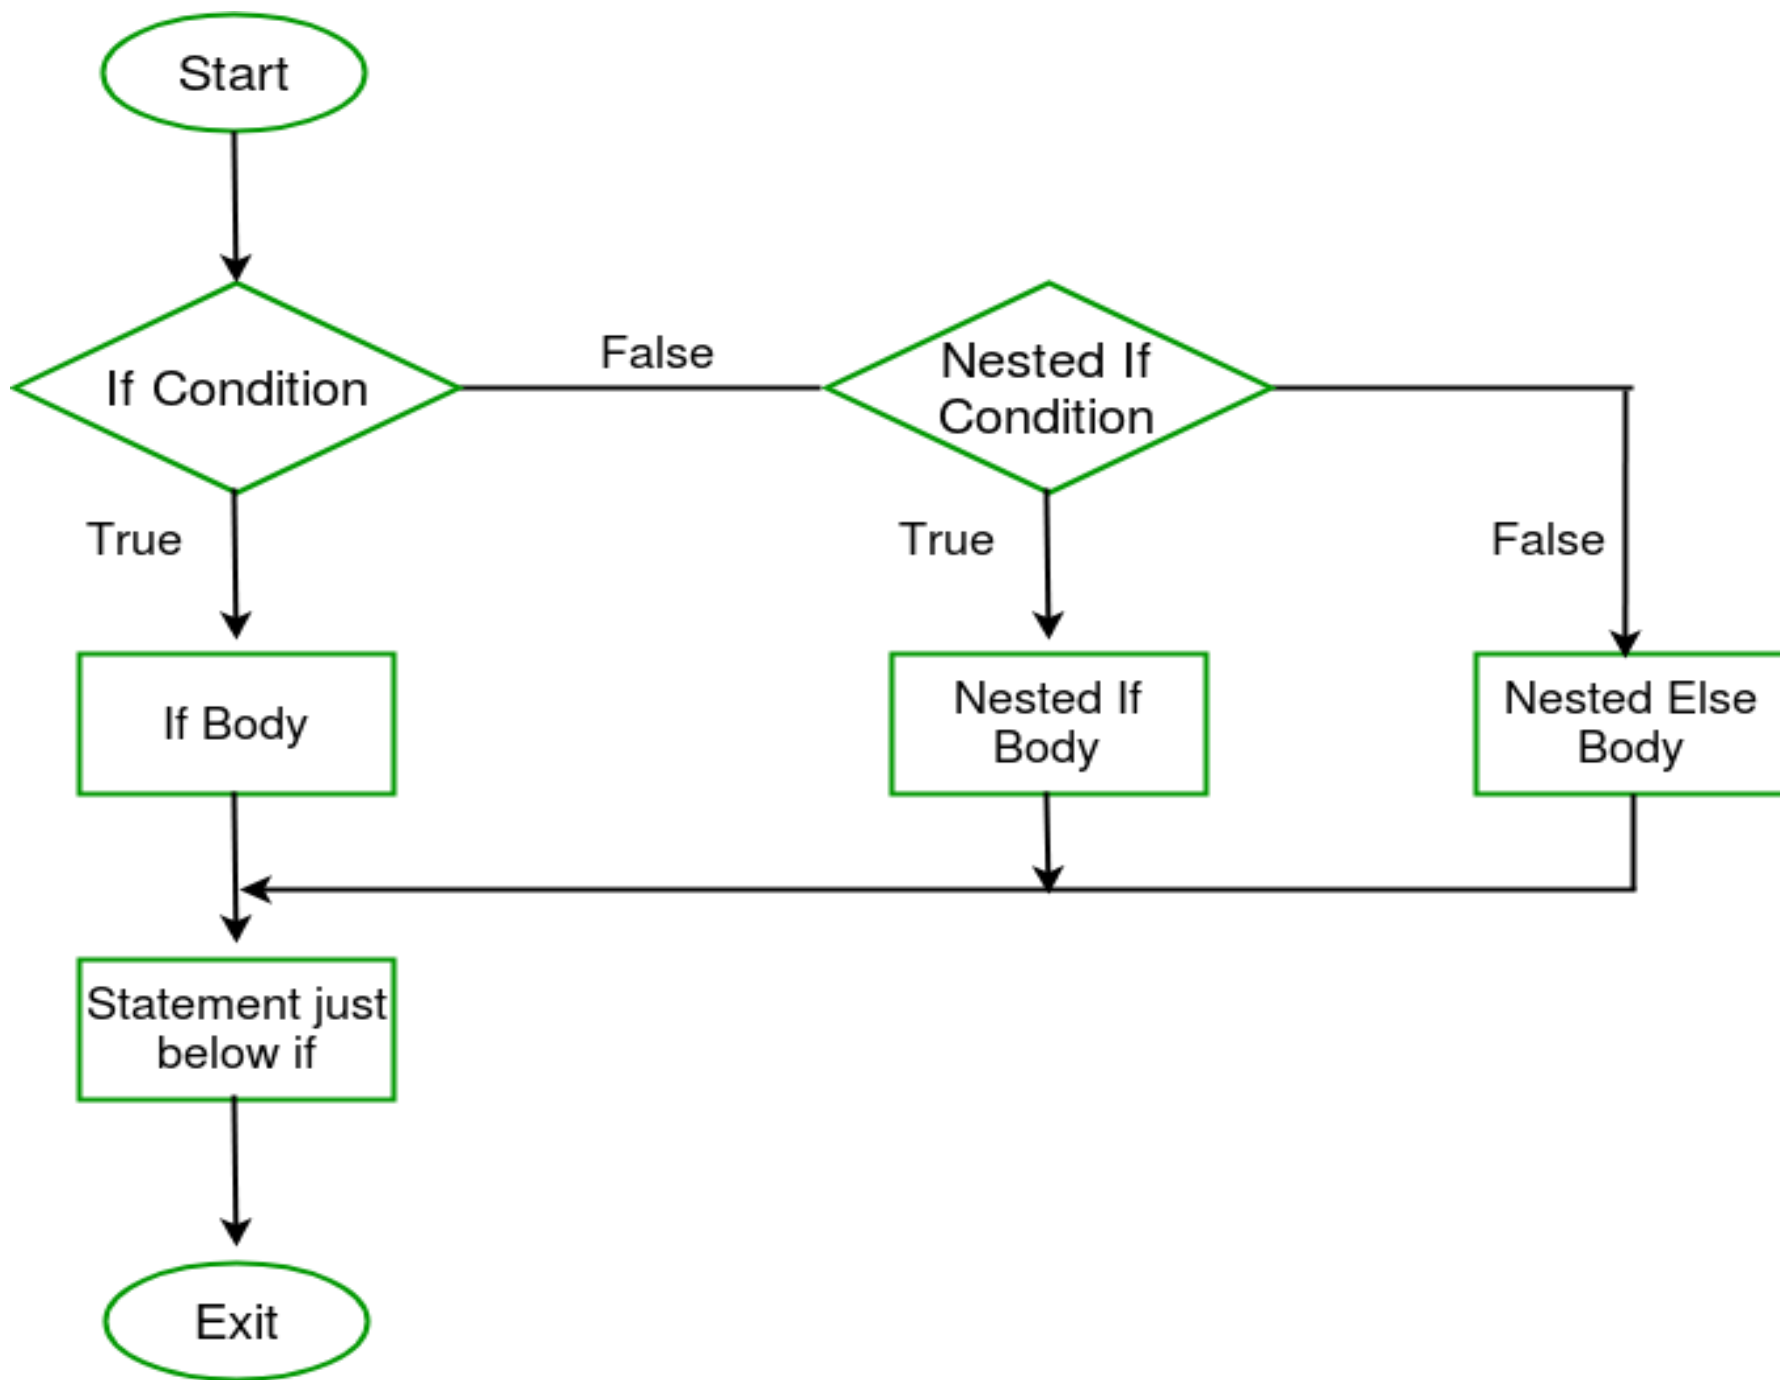 Start
If Condition
False
Nested If
Condition
True
True
False
If Body
Nested If
Body
Nested Else
Body
Statement just
below if
Exit